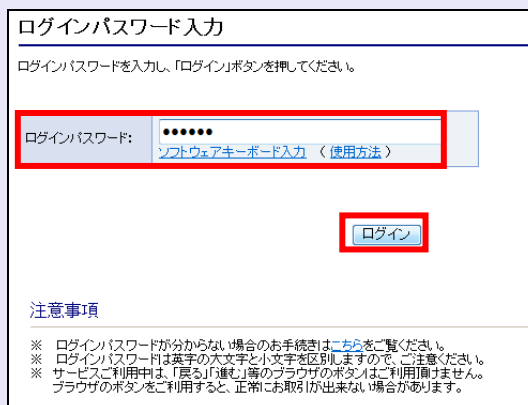 ログインパスワード入力
ログインパスワードを入力し、「ログイン」ボタンを押してください。
ログインパスワード: ●●●●●●
ソフトウェアキーボード入力 （ 使用方法 ）
ログイン
注意事項
※ ログインパスワードが分からない場合のお手続きはこちらをご覧ください。
※ ログインパスワードは英字の大文字と小文字を区別しますので、ご注意ください。
※ サービスご利用中は、「戻る」「進む」等のブラウザのボタンはご利用頂けません。
ブラウザのボタンをご利用すると、正常にお取引が出来ない場合があります。